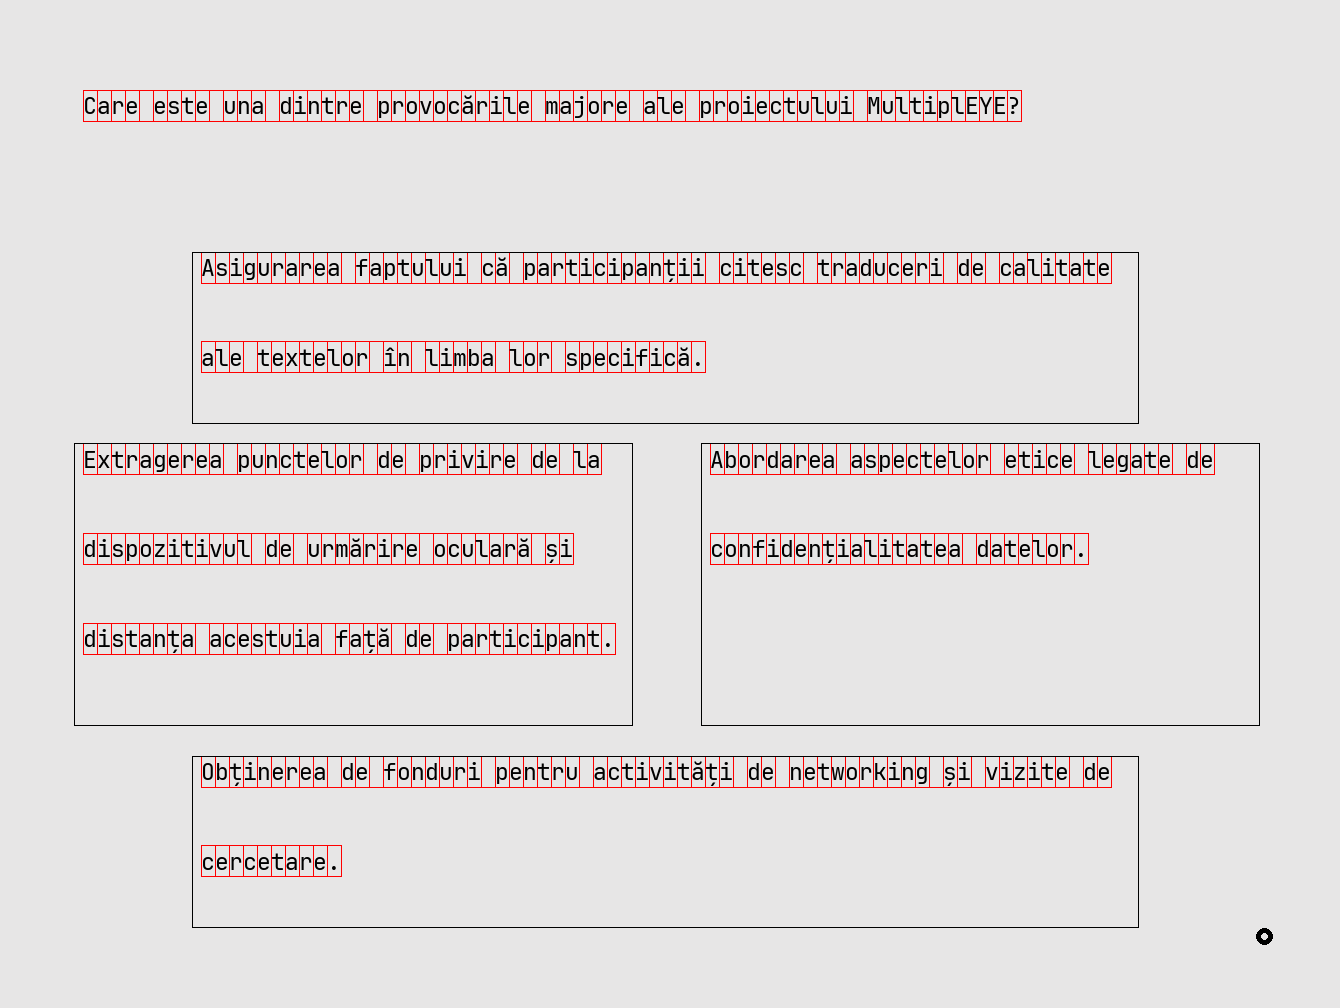 Care este una dintre provocările majore ale proiectului MultiplEYE?
Asigurarea faptului că participanții citesc traduceri de calitate
ale textelor în limba lor specifică.
Extragerea punctelor de privire de la
dispozitivul de urmărire oculară și
distanța acestuia față de participant.
Abordarea aspectelor etice legate de
confidențialitatea datelor.
Obținerea de fonduri pentru activități de networking și vizite de
cercetare.